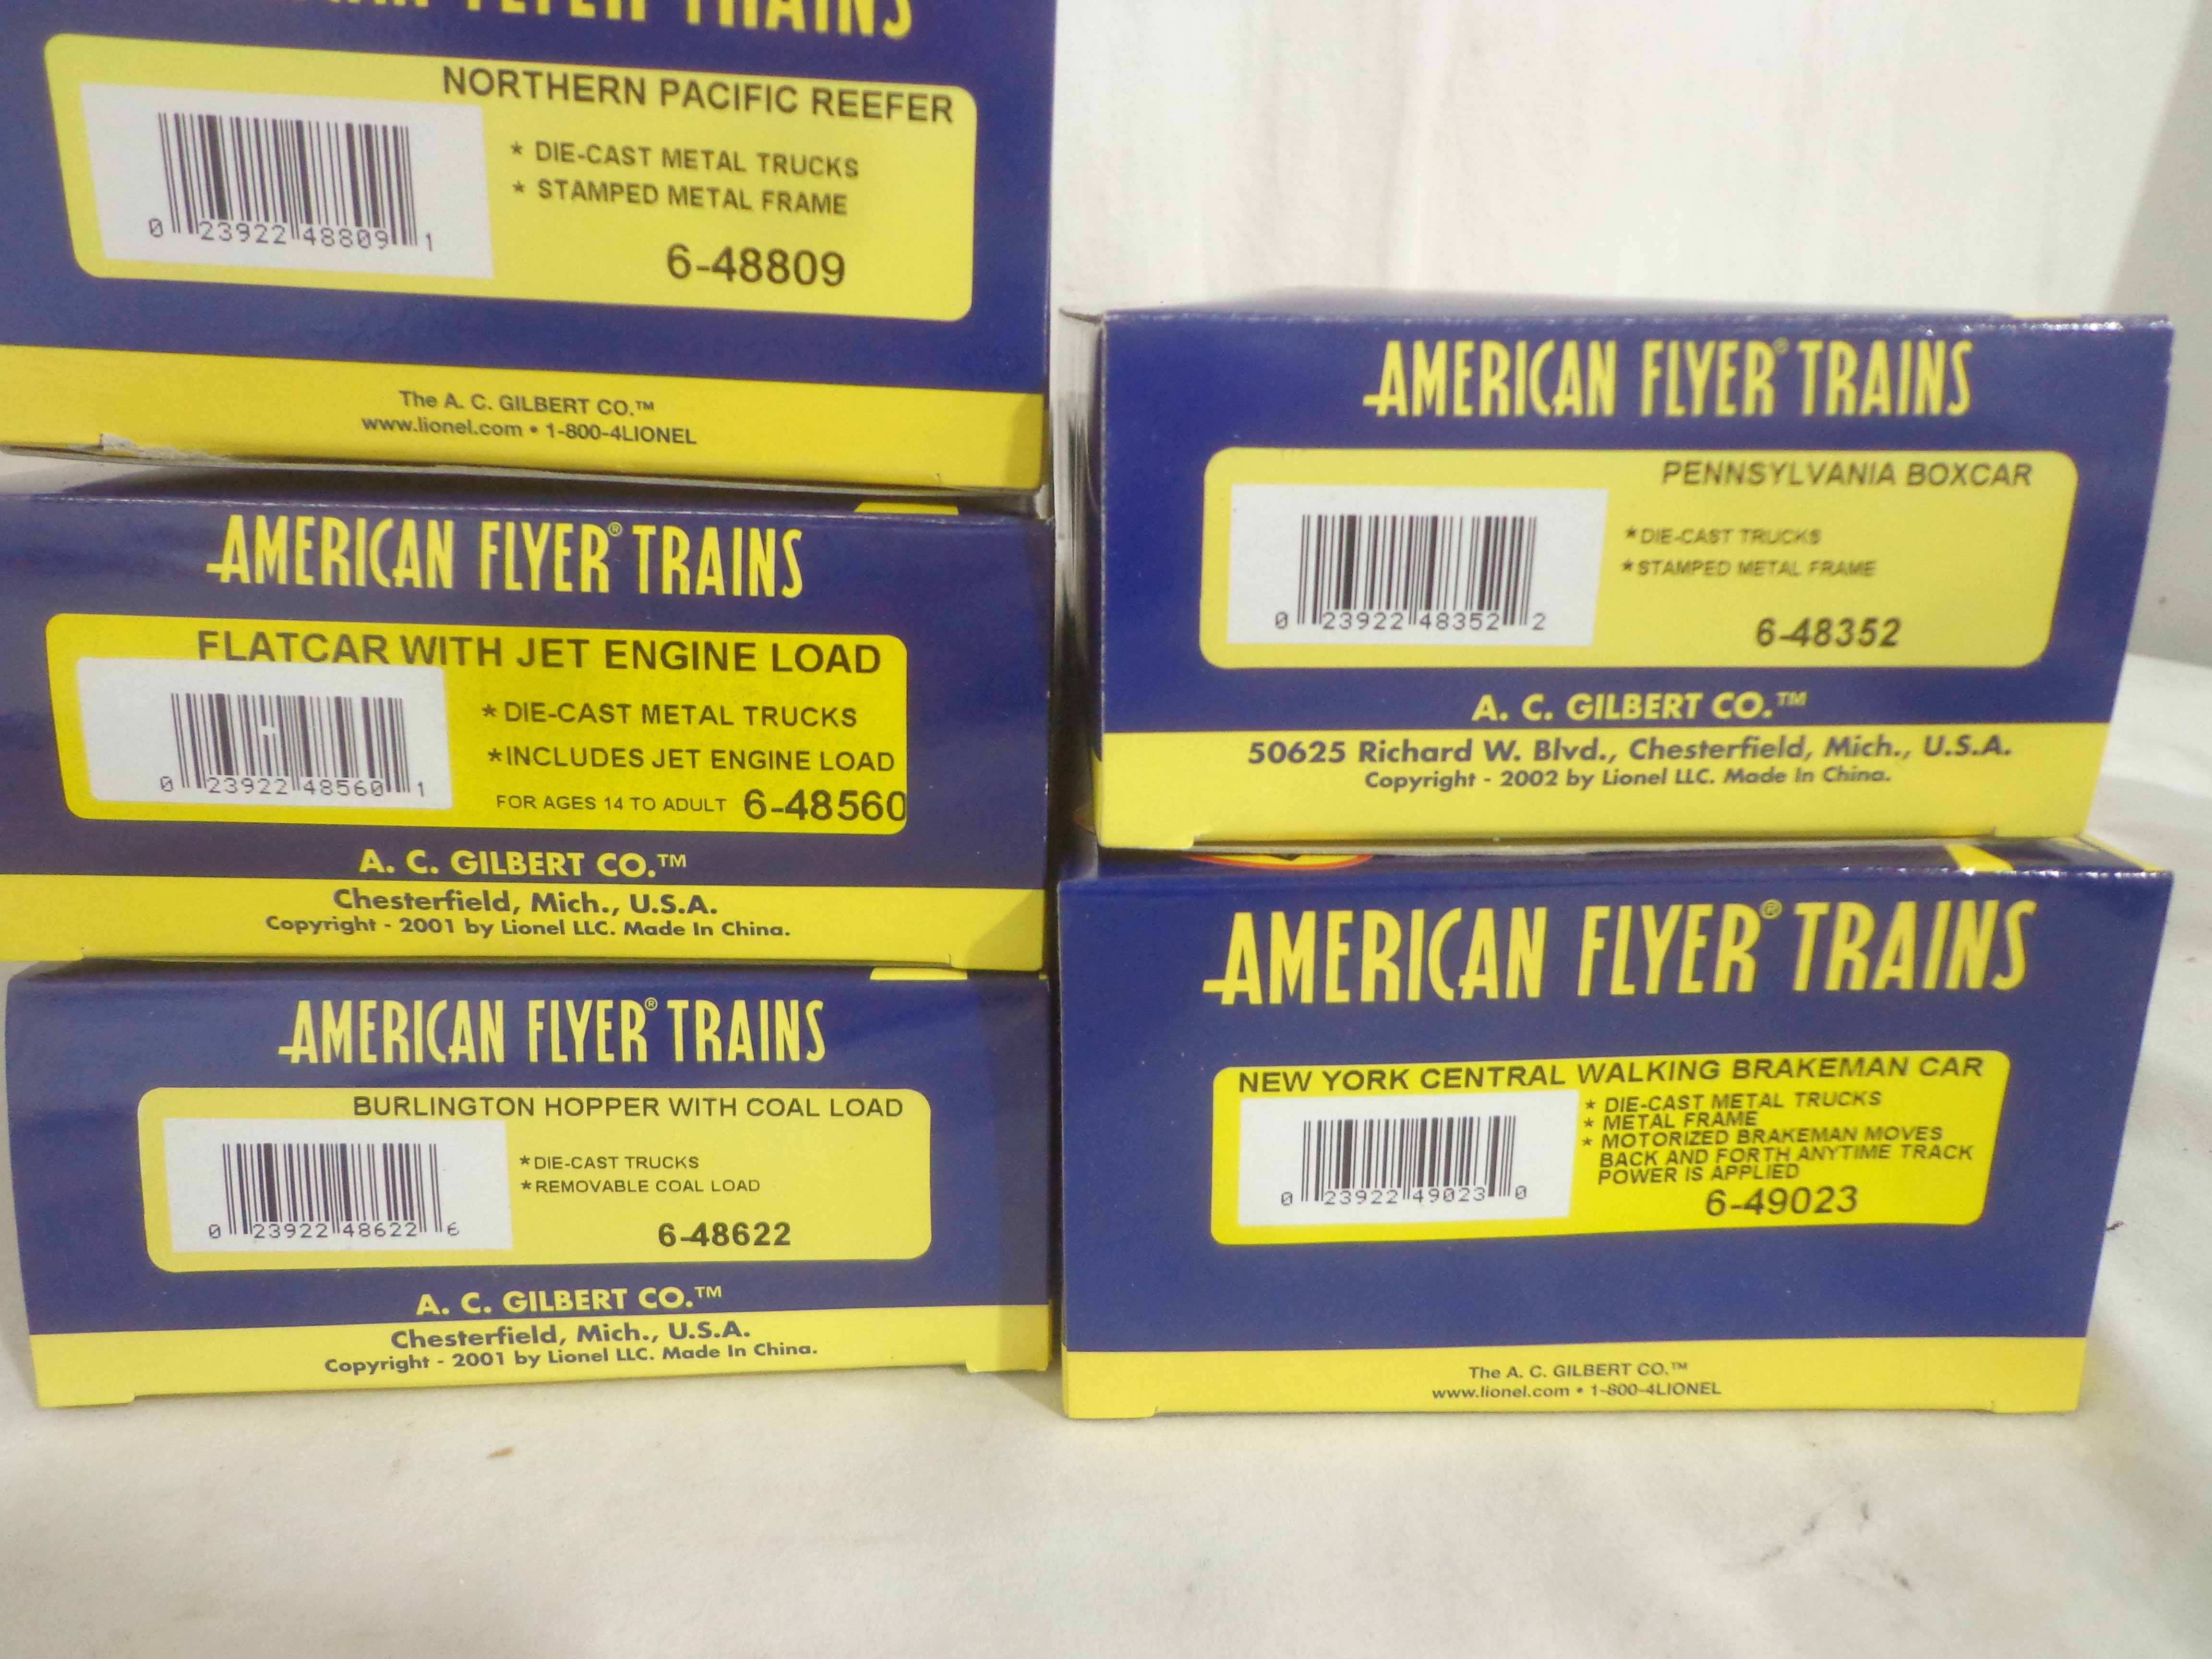 FLYER TRAINS
NORTHERN PACIFIC REEFER
* DIE-CAST METAL TRUCKS
* STAMPED METAL FRAME
0 23922 48809 1
6-48809
The A. C. GILBERT CO.™
www.lionel.com • 1-800-4LIONEL
AMERICAN FLYER® TRAINS
FLATCAR WITH JET ENGINE LOAD
* DIE-CAST METAL TRUCKS
*INCLUDES JET ENGINE LOAD
0 23922 48560 1
FOR AGES 14 TO ADULT 6-48560
A. C. GILBERT CO.™
Chesterfield, Mich., U.S.A.
Copyright - 2001 by Lionel LLC. Made In China.
AMERICAN FLYER® TRAINS
BURLINGTON HOPPER WITH COAL LOAD
*DIE-CAST TRUCKS
*REMOVABLE COAL LOAD
0 23922 48622 6
6-48622
A. C. GILBERT CO.™
Chesterfield, Mich., U.S.A.
Copyright - 2001 by Lionel LLC. Made In China.
AMERICAN FLYER® TRAINS
PENNSYLVANIA BOXCAR
*DIE-CAST TRUCKS
*STAMPED METAL FRAME
0 23922 48352 2
6-48352
A. C. GILBERT CO.™
50625 Richard W. Blvd., Chesterfield, Mich., U.S.A.
Copyright - 2002 by Lionel LLC. Made In China.
AMERICAN FLYER® TRAINS
NEW YORK CENTRAL WALKING BRAKEMAN CAR
* DIE-CAST METAL TRUCKS
* METAL FRAME
* MOTORIZED BRAKEMAN MOVES
BACK AND FORTH ANYTIME TRACK
POWER IS APPLIED
0 23922 49023 0
6-49023
The A. C. GILBERT CO.™
www.lionel.com • 1-800-4LIONEL